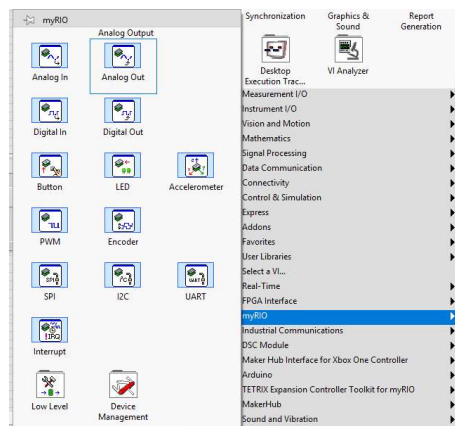 myRIO
Analog Output
Analog In
Analog Out
Digital In
Digital Out
Button
LED
Accelerometer
PWM
Encoder
SPI
I2C
UART
SPI
I²C
UART
IRQ
Interrupt
Low Level
Device
Management
Synchronization
Graphics &
Sound
Report
Generation
Desktop
Execution Trac...
VI Analyzer
Measurement I/O
Instrument I/O
Vision and Motion
Mathematics
Signal Processing
Data Communication
Connectivity
Control & Simulation
Express
Addons
Favorites
User Libraries
Select a VI...
Real-Time
FPGA Interface
myRIO
Industrial Communications
DSC Module
Maker Hub Interface for Xbox One Controller
Arduino
TETRIX Expansion Controller Toolkit for myRIO
MakerHub
Sound and Vibration